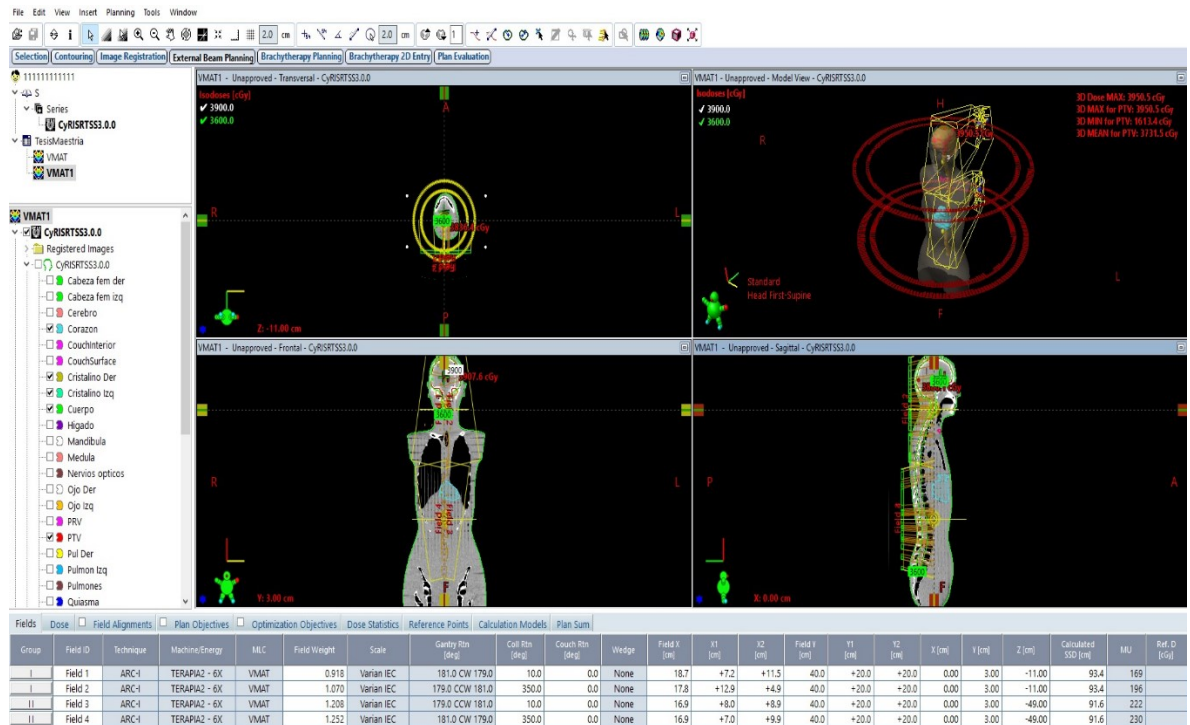 File Edit View Insert Planning Tools Window
2.0 cm 2.0 cm 1
Selection Contouring Image Registration External Beam Planning Brachytherapy Planning Brachytherapy 2D Entry Plan Evaluation
111111111111
S
Series
CyRISRTSS3.0.0
TesisMaestria
VMAT
VMAT1
VMAT1
CyRISRTSS3.0.0
Registered Images
CyRISRTSS3.0.0
Cabeza fem der
Cabeza fem izq
Cerebro
Corazon
CouchInterior
CouchSurface
Cristalino Der
Cristalino Izq
Cuerpo
Higado
Mandibula
Medula
Nervios opticos
Ojo Der
Ojo Izq
PRV
PTV
Pul Der
Pulmon Izq
Pulmones
Quiasma
VMAT1 - Unapproved - Transversal - CyRISRTSS3.0.0
Isodoses [cGy]
3900.0
3600.0
A
R
L
3600
P
Z: -11.00 cm
VMAT1 - Unapproved - Model View - CyRISRTSS3.0.0
Isodoses [cGy]
3900.0
3600.0
3D Dose MAX: 3950.5 cGy
3D MAX for PTV: 3950.5 cGy
3D MIN for PTV: 1613.4 cGy
3D MEAN for PTV: 3731.5 cGy
H
R
L
Standard
Head First-Supine
F
VMAT1 - Unapproved - Frontal - CyRISRTSS3.0.0
3900
3907.6 cGy
3600
R
L
Field 4
F
Y: 3.00 cm
VMAT1 - Unapproved - Sagittal - CyRISRTSS3.0.0
3600
Field 2
P
A
3600
F
X: 0.00 cm
Fields Dose Field Alignments Plan Objectives Optimization Objectives Dose Statistics Reference Points Calculation Models Plan Sum
Group Field ID Technique Machine/Energy MLC Field Weight Scale Gantry Rtn [deg] Coll Rtn [deg] Couch Rtn [deg] Wedge Field X [cm] X1 [cm] X2 [cm] Field Y [cm] Y1 [cm] Y2 [cm] X [cm] Y [cm] Z [cm] Calculated SSD [cm] MU Ref. D [cGy]
I Field 1 ARC-I TERAPIA2 - 6X VMAT 0.918 Varian IEC 181.0 CW 179.0 10.0 0.0 None 18.7 +7.2 +11.5 40.0 +20.0 +20.0 0.00 3.00 -11.00 93.4 169
I Field 2 ARC-I TERAPIA2 - 6X VMAT 1.070 Varian IEC 179.0 CCW 181.0 350.0 0.0 None 17.8 +12.9 +4.9 40.0 +20.0 +20.0 0.00 3.00 -11.00 93.4 196
II Field 3 ARC-I TERAPIA2 - 6X VMAT 1.208 Varian IEC 179.0 CCW 181.0 10.0 0.0 None 16.9 +8.0 +8.9 40.0 +20.0 +20.0 0.00 3.00 -49.00 91.6 222
II Field 4 ARC-I TERAPIA2 - 6X VMAT 1.252 Varian IEC 181.0 CW 179.0 350.0 0.0 None 16.9 +7.0 +9.9 40.0 +20.0 +20.0 0.00 3.00 -49.00 91.6 230